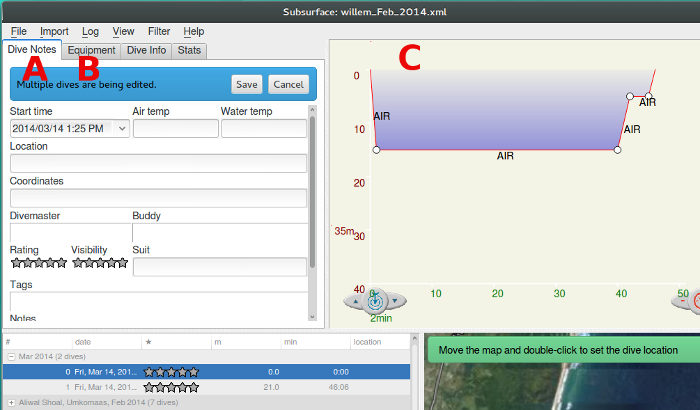 Subsurface: willem_Feb_2014.xml
File Import Log View Filter Help
Dive Notes Equipment Dive Info Stats
A B C
Multiple dives are being edited. Save Cancel
Start time Air temp Water temp
2014/03/14 1:25 PM
Location
Coordinates
Divemaster Buddy
Rating Visibility Suit
Tags
Notes
0
AIR
AIR
10
AIR
AIR
20
30
35m
40
0 10 20 30 40 50
2min
# date ★ m min location
Mar 2014 (2 dives)
0 Fri, Mar 14, 201... 0.0 0:00
1 Fri, Mar 14, 201... 21.0 46:06
Aliwal Shoal, Umkomaas, Feb 2014 (7 dives)
Move the map and double-click to set the dive location